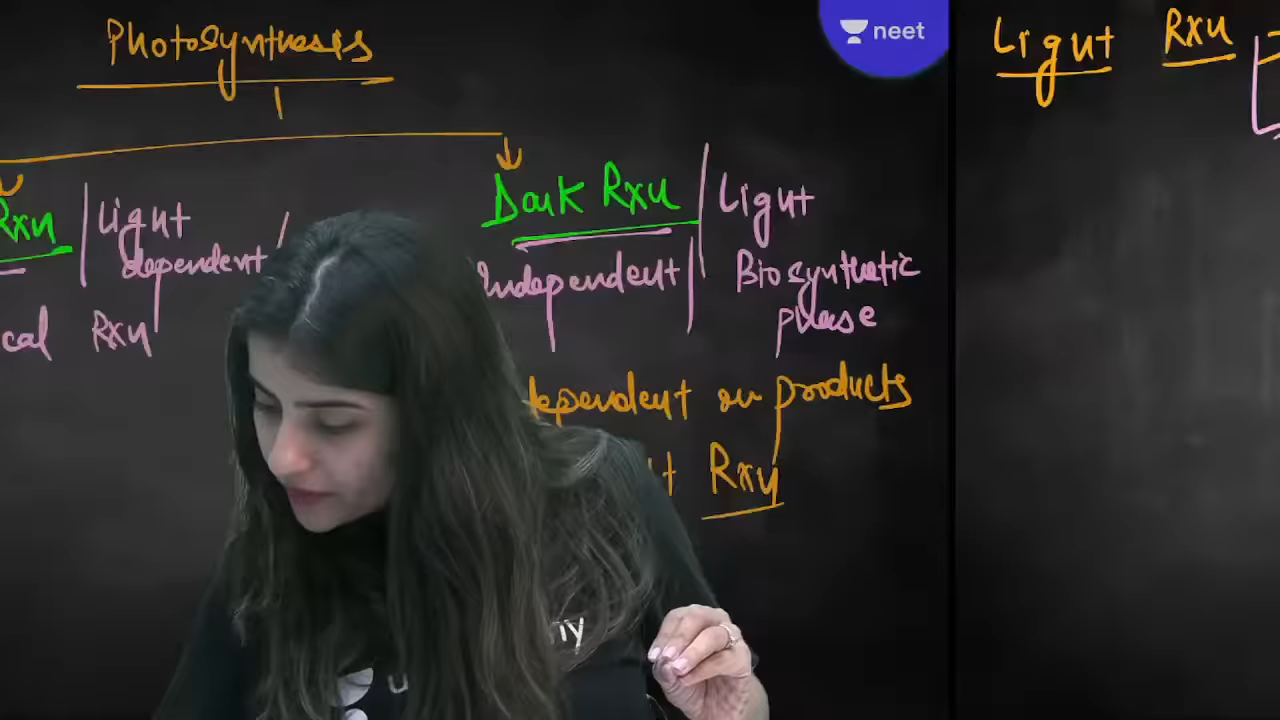 Photosynthesis
neet
Light Rxn
Rxn | Light dependent /
cal Rxn
Dark Rxn | Light
Independent | Biosynthetic phase
dependent on products
t Rxn
iy
u